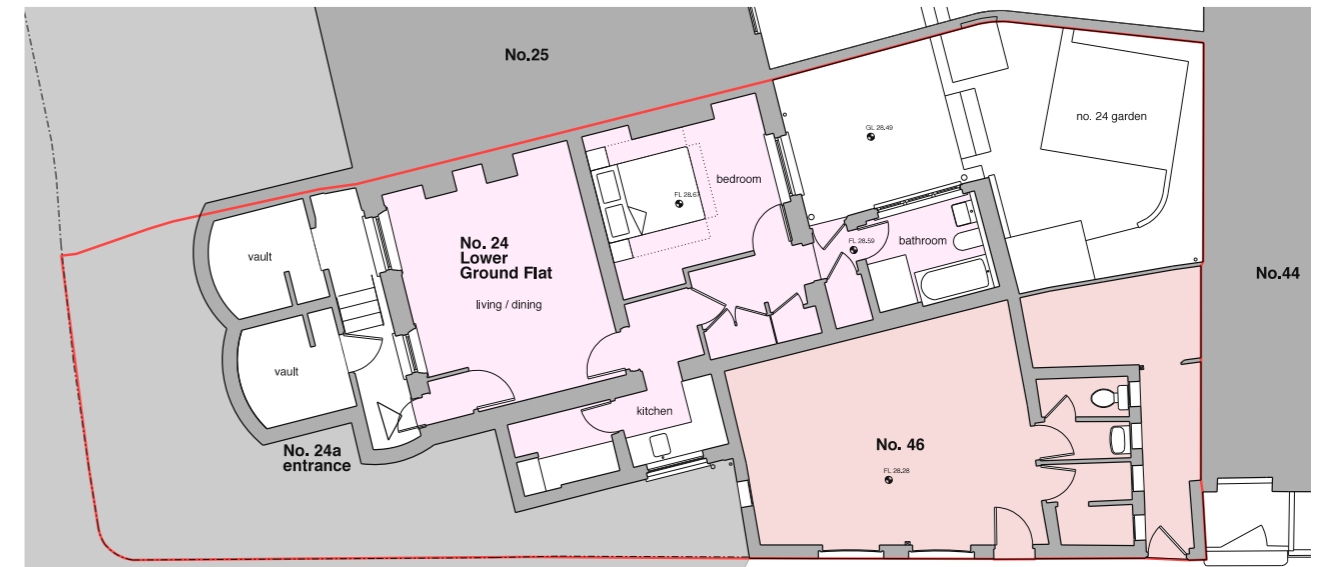 No.25
no. 24 garden
GL 28.49
bedroom
FL 28.67
No. 24
Lower
Ground Flat
living / dining
FL 28.59
bathroom
vault
vault
No.44
kitchen
No. 46
FL 28.28
No. 24a
entrance